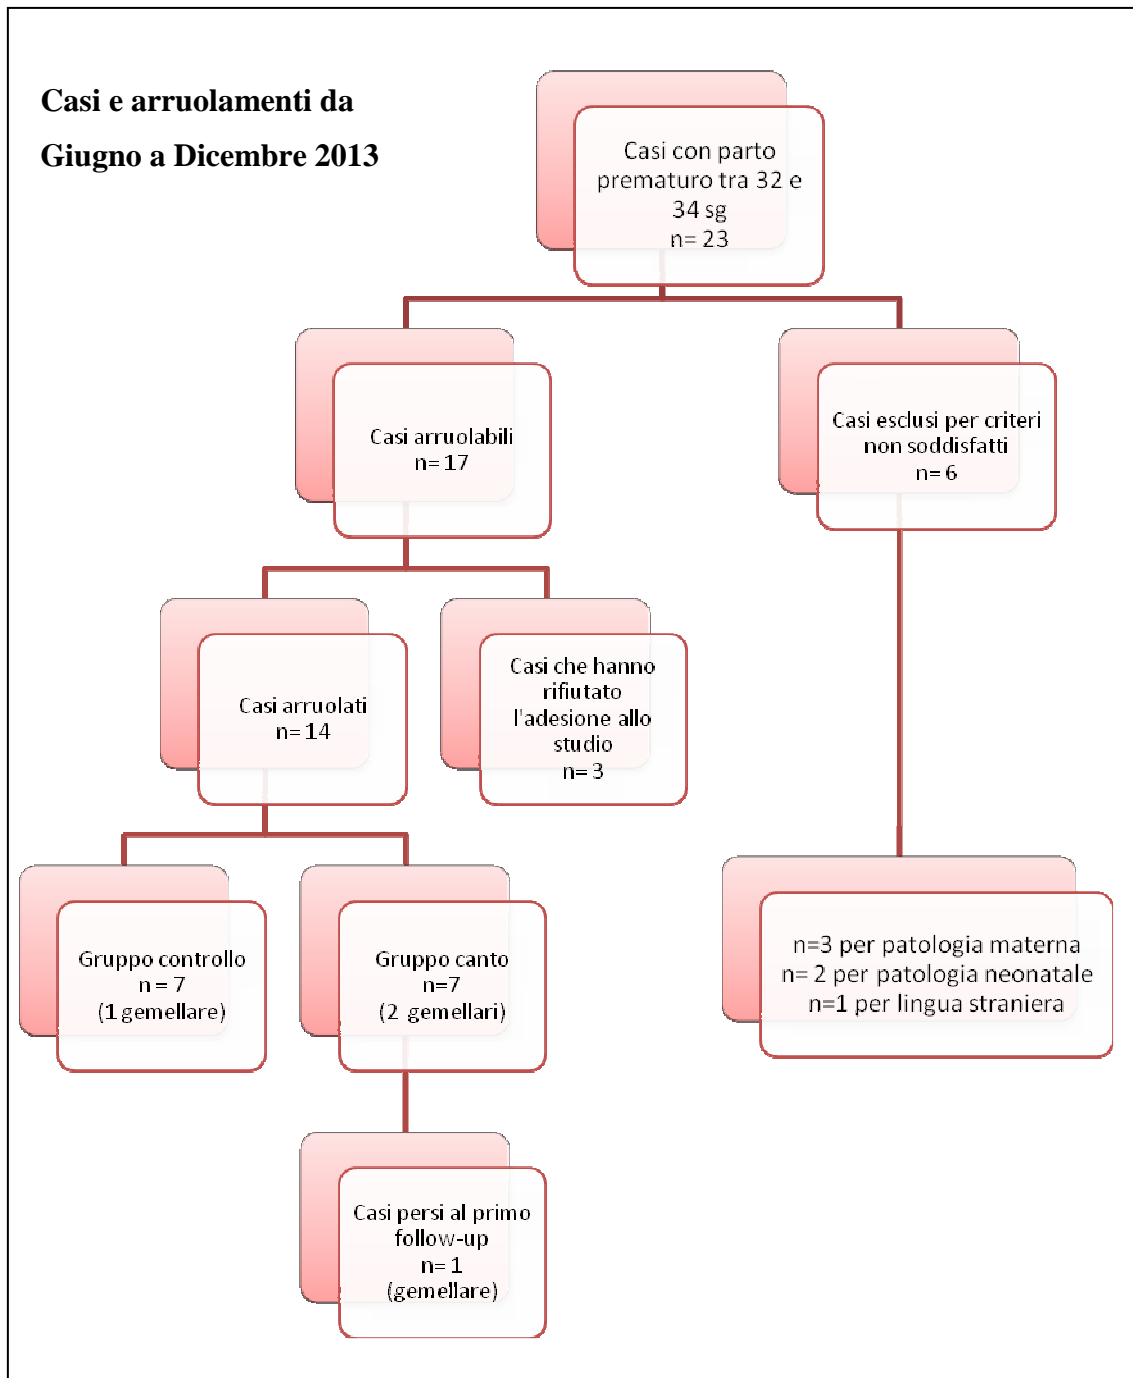 Casi e arruolamenti da
Giugno a Dicembre 2013
Casi con parto
prematuro tra 32 e
34 sg
n= 23
Casi arruolabili
n= 17
Casi esclusi per criteri
non soddisfatti
n= 6
Casi arruolati
n= 14
Casi che hanno
rifiutato
l'adesione allo
studio
n= 3
Gruppo controllo
n = 7
(1 gemellare)
Gruppo canto
n=7
(2 gemellari)
n=3 per patologia materna
n= 2 per patologia neonatale
n=1 per lingua straniera
Casi persi al primo
follow-up
n= 1
(gemellare)